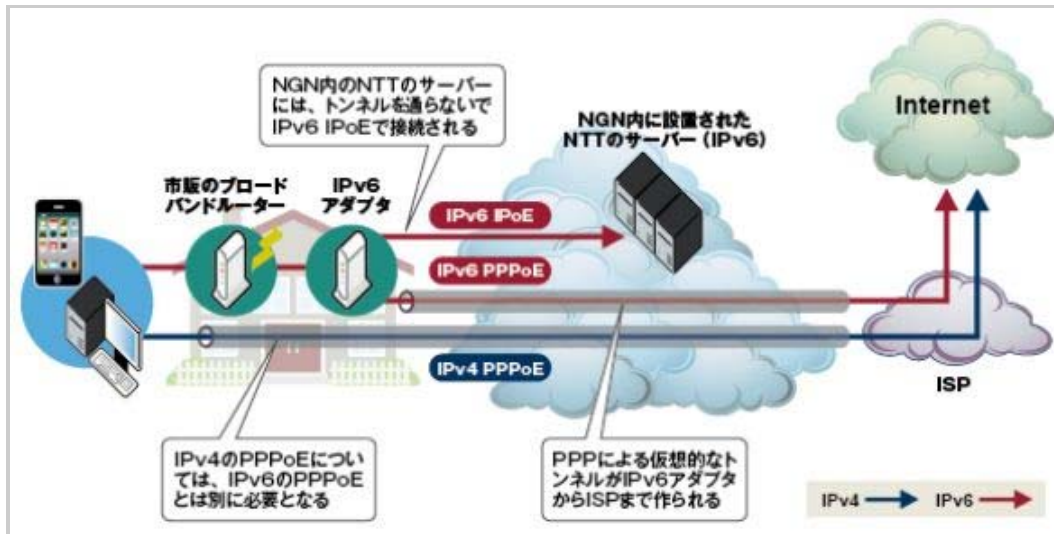 NGN内のNTTのサーバー
には、トンネルを通らないで
IPv6 IPoEで接続される
NGN内に設置された
NTTのサーバー（IPv6）
Internet
市販のブロード
バンドルーター
IPv6
アダプタ
IPv6 IPoE
IPv6 PPPoE
IPv4 PPPoE
ISP
IPv4のPPPoEについ
ては、IPv6のPPPoE
とは別に必要となる
PPPによる仮想的なト
ンネルがIPv6アダプタ
からISPまで作られる
IPv4
IPv6